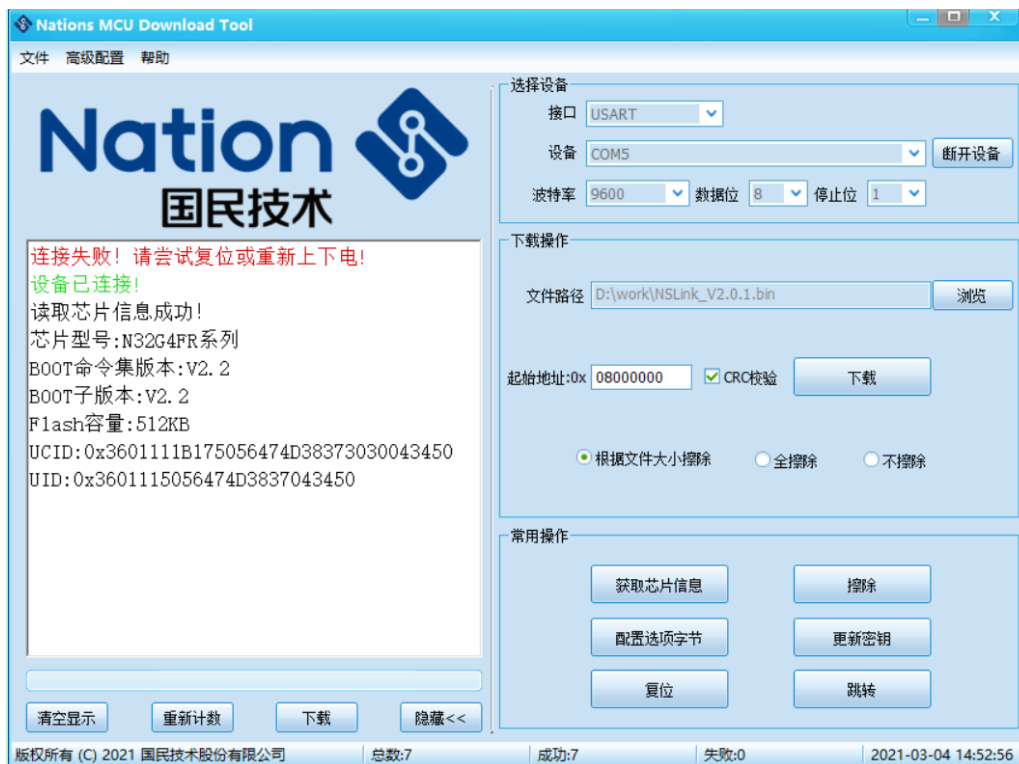 Nations MCU Download Tool
文件 高级配置 帮助
Nation
国民技术
连接失败! 请尝试复位或重新上下电!
设备已连接!
读取芯片信息成功!
芯片型号:N32G4FR系列
BOOT命令集版本:V2.2
BOOT子版本:V2.2
Flash容量:512KB
UCID:0x3601111B175056474D38373030043450
UID:0x3601115056474D3837043450
清空显示 重新计数 下载 隐藏<<
选择设备
接口 USART
设备 COM5 断开设备
波特率 9600 数据位 8 停止位 1
下载操作
文件路径 D:\work\NSLink_V2.0.1.bin 浏览
起始地址:0x 08000000 CRC校验 下载
根据文件大小擦除 全擦除 不擦除
常用操作
获取芯片信息 擦除
配置选项字节 更新密钥
复位 跳转
版权所有 (C) 2021 国民技术股份有限公司 总数:7 成功:7 失败:0 2021-03-04 14:52:56